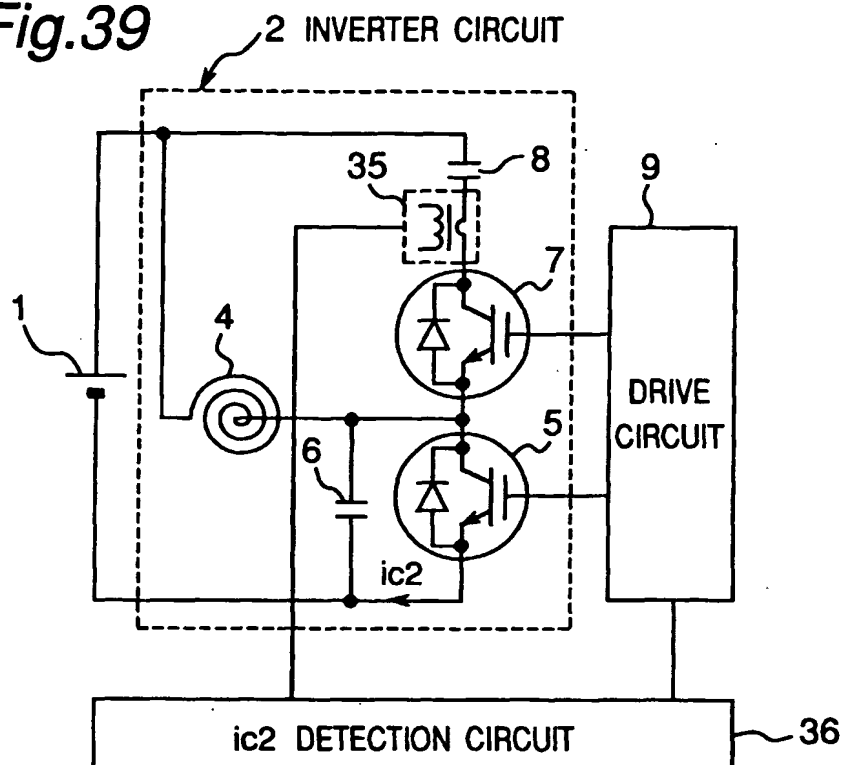 Fig.39
2 INVERTER CIRCUIT
8
35
9
7
1
4
DRIVE
CIRCUIT
5
6
ic2
ic2 DETECTION CIRCUIT
36